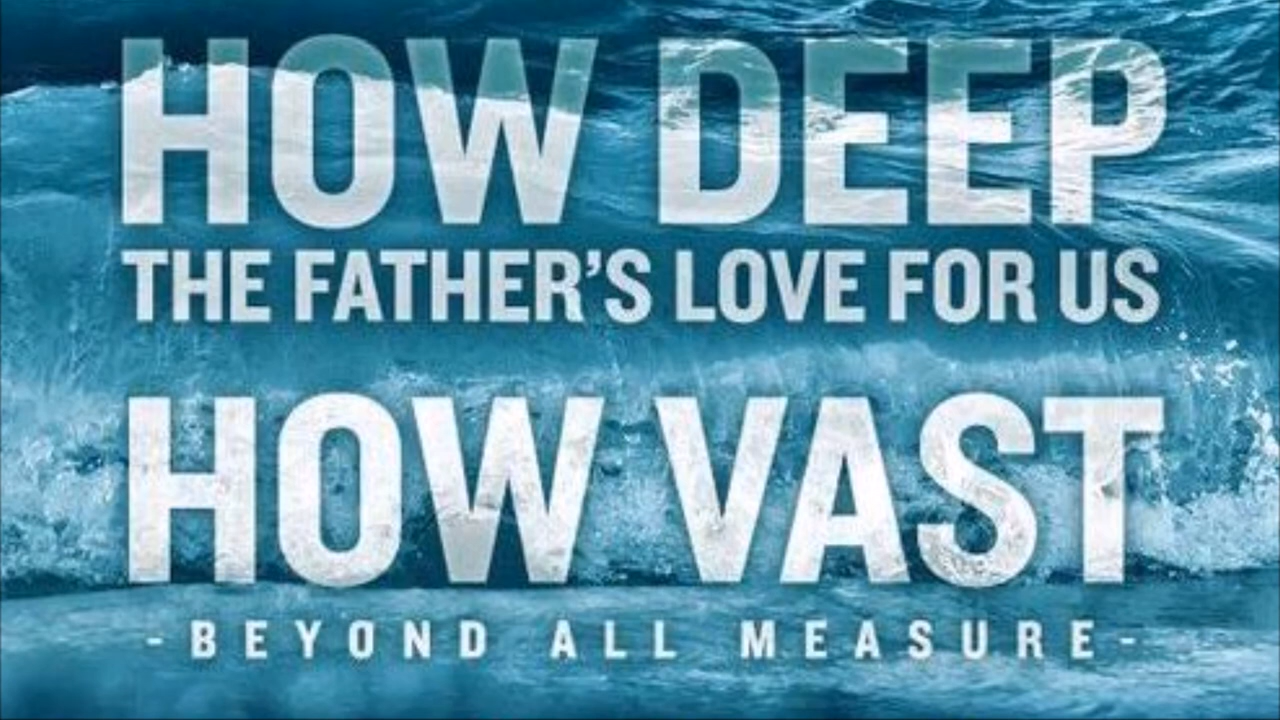 HOW DEEP
THE FATHER'S LOVE FOR US
HOW VAST
-BEYOND ALL MEASURE-